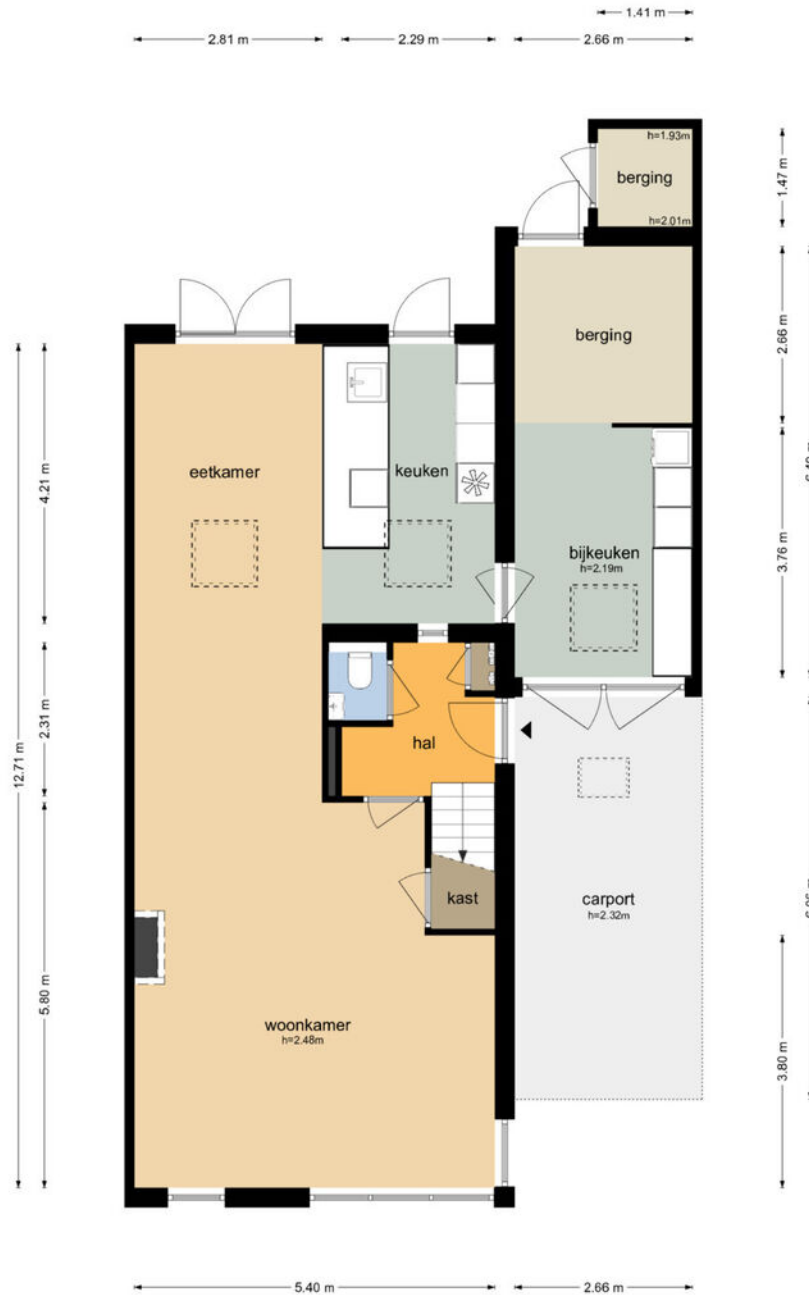 1.41 m
2.81 m
2.29 m
2.66 m
h=1.93m
berging
h=2.01m
1.47 m
berging
2.66 m
eetkamer
keuken
4.21 m
bijkeuken
h=2.19m
3.76 m
2.31 m
12.71 m
hal
kast
carport
h=2.32m
5.80 m
woonkamer
h=2.48m
3.80 m
5.40 m
2.66 m